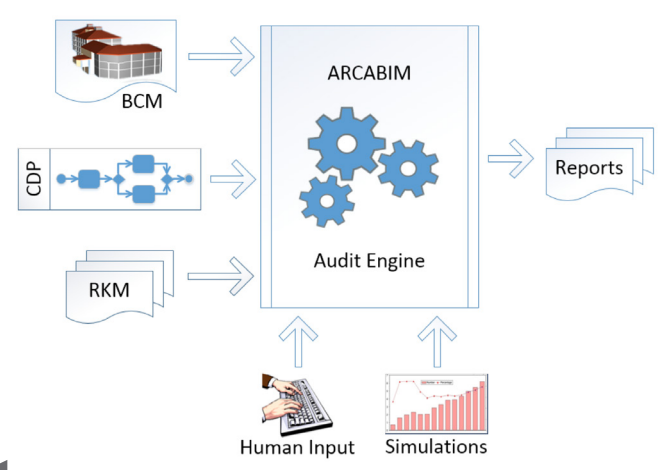 BCM
ARCABIM
CDP
Reports
RKM
Audit Engine
Human Input
Simulations